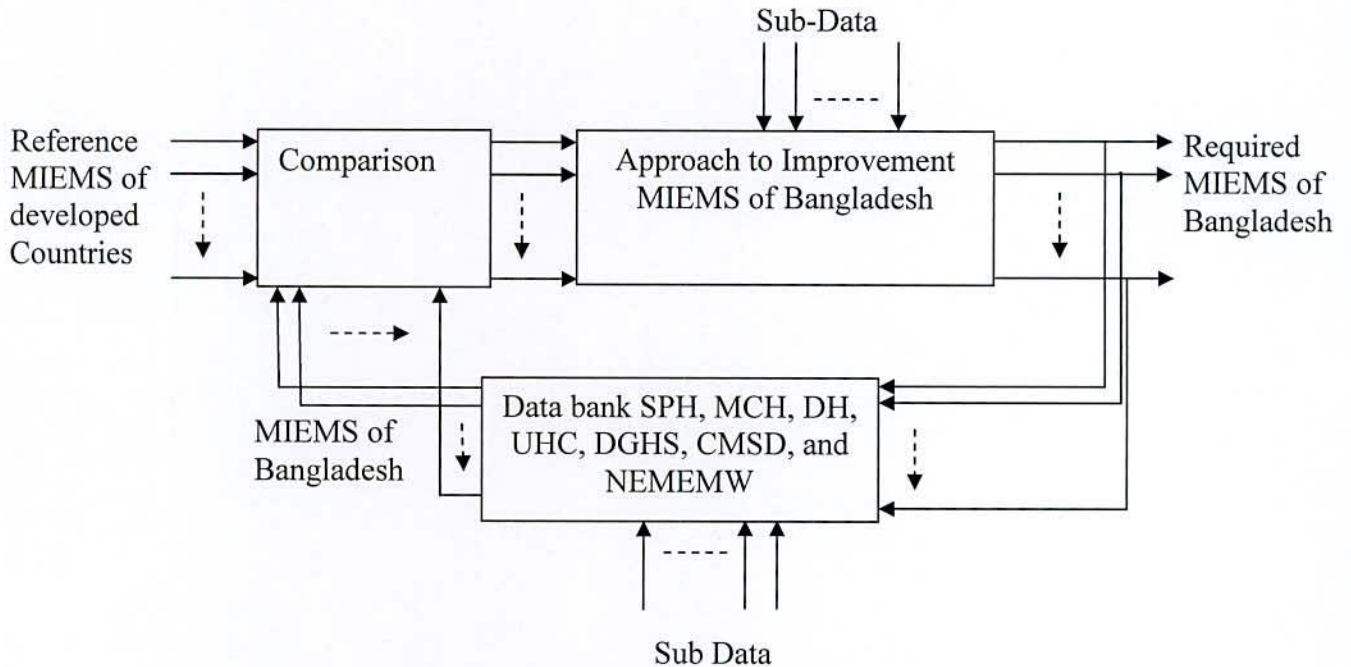 Sub-Data
Reference
MIEMS of
developed
Countries
Comparison
Approach to Improvement
MIEMS of Bangladesh
Required
MIEMS of
Bangladesh
MIEMS of
Bangladesh
Data bank SPH, MCH, DH,
UHC, DGHS, CMSD, and
NEMEMW
Sub Data